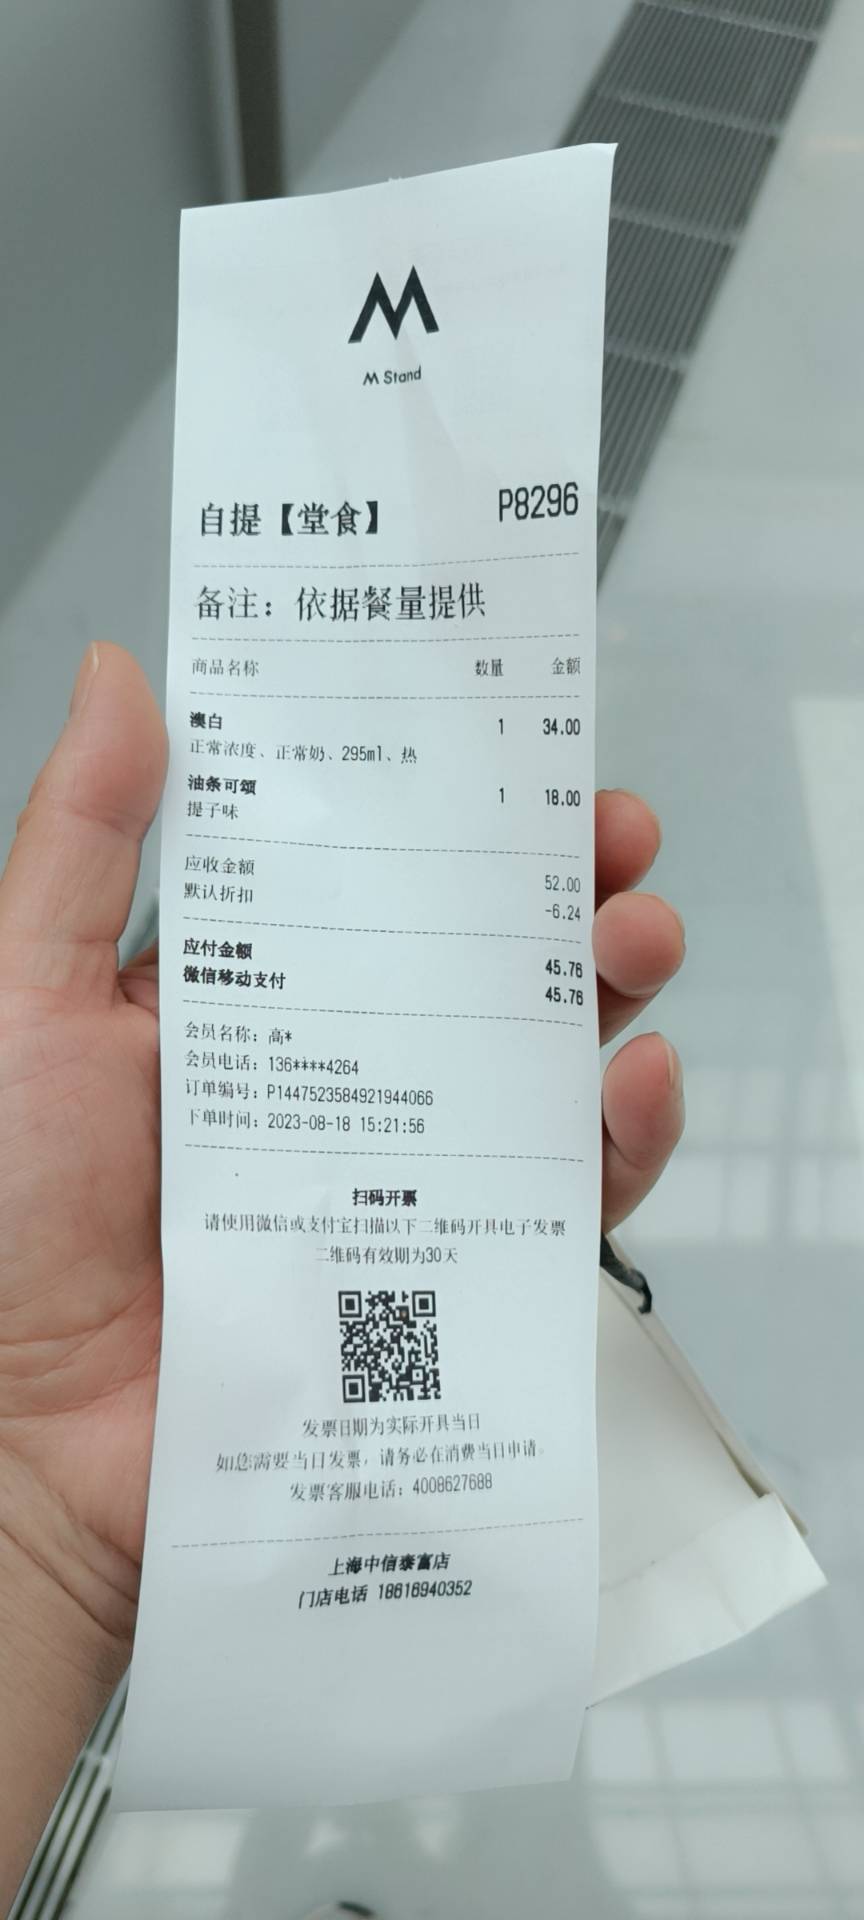 M Stand
自提【堂食】 P8296
备注：依据餐量提供
商品名称 数量 金额
澳白 1 34.00
正常浓度、正常奶、295ml、热
油条可颂 1 18.00
提子味
应收金额 52.00
默认折扣 -6.24
应付金额 45.76
微信移动支付 45.76
会员名称：高*
会员电话：136****4264
订单编号：P1447523584921944066
下单时间：2023-08-18 15:21:56
扫码开票
请使用微信或支付宝扫描以下二维码开具电子发票
二维码有效期为30天
发票日期为实际开具当日
如您需要当日发票，请务必在消费当日申请。
发票客服电话：4008627688
上海中信泰富店
门店电话 18616940352